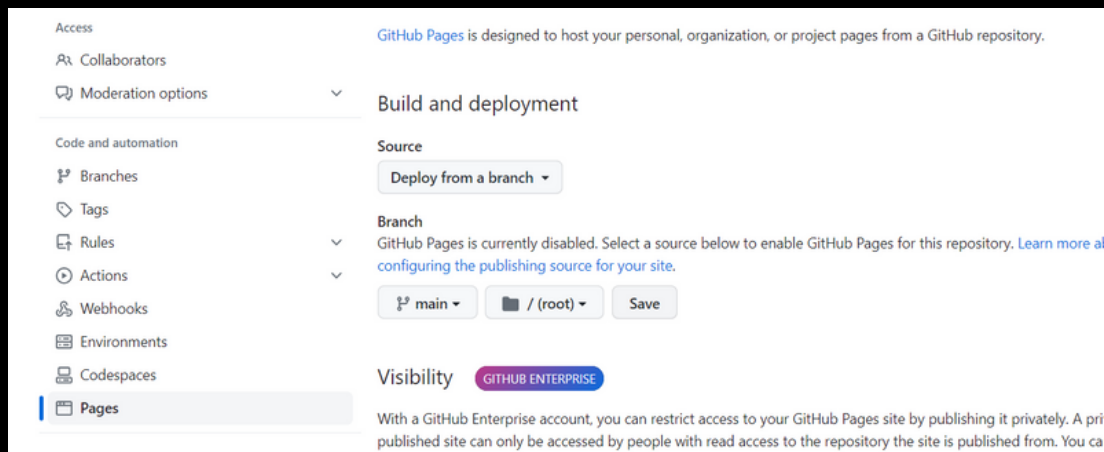 Access
Collaborators
Moderation options
Code and automation
Branches
Tags
Rules
Actions
Webhooks
Environments
Codespaces
Pages
GitHub Pages is designed to host your personal, organization, or project pages from a GitHub repository.
Build and deployment
Source
Deploy from a branch
Branch
GitHub Pages is currently disabled. Select a source below to enable GitHub Pages for this repository. Learn more
configuring the publishing source for your site.
main
/ (root)
Save
Visibility
GITHUB ENTERPRISE
With a GitHub Enterprise account, you can restrict access to your GitHub Pages site by publishing it privately. A
published site can only be accessed by people with read access to the repository the site is published from. You